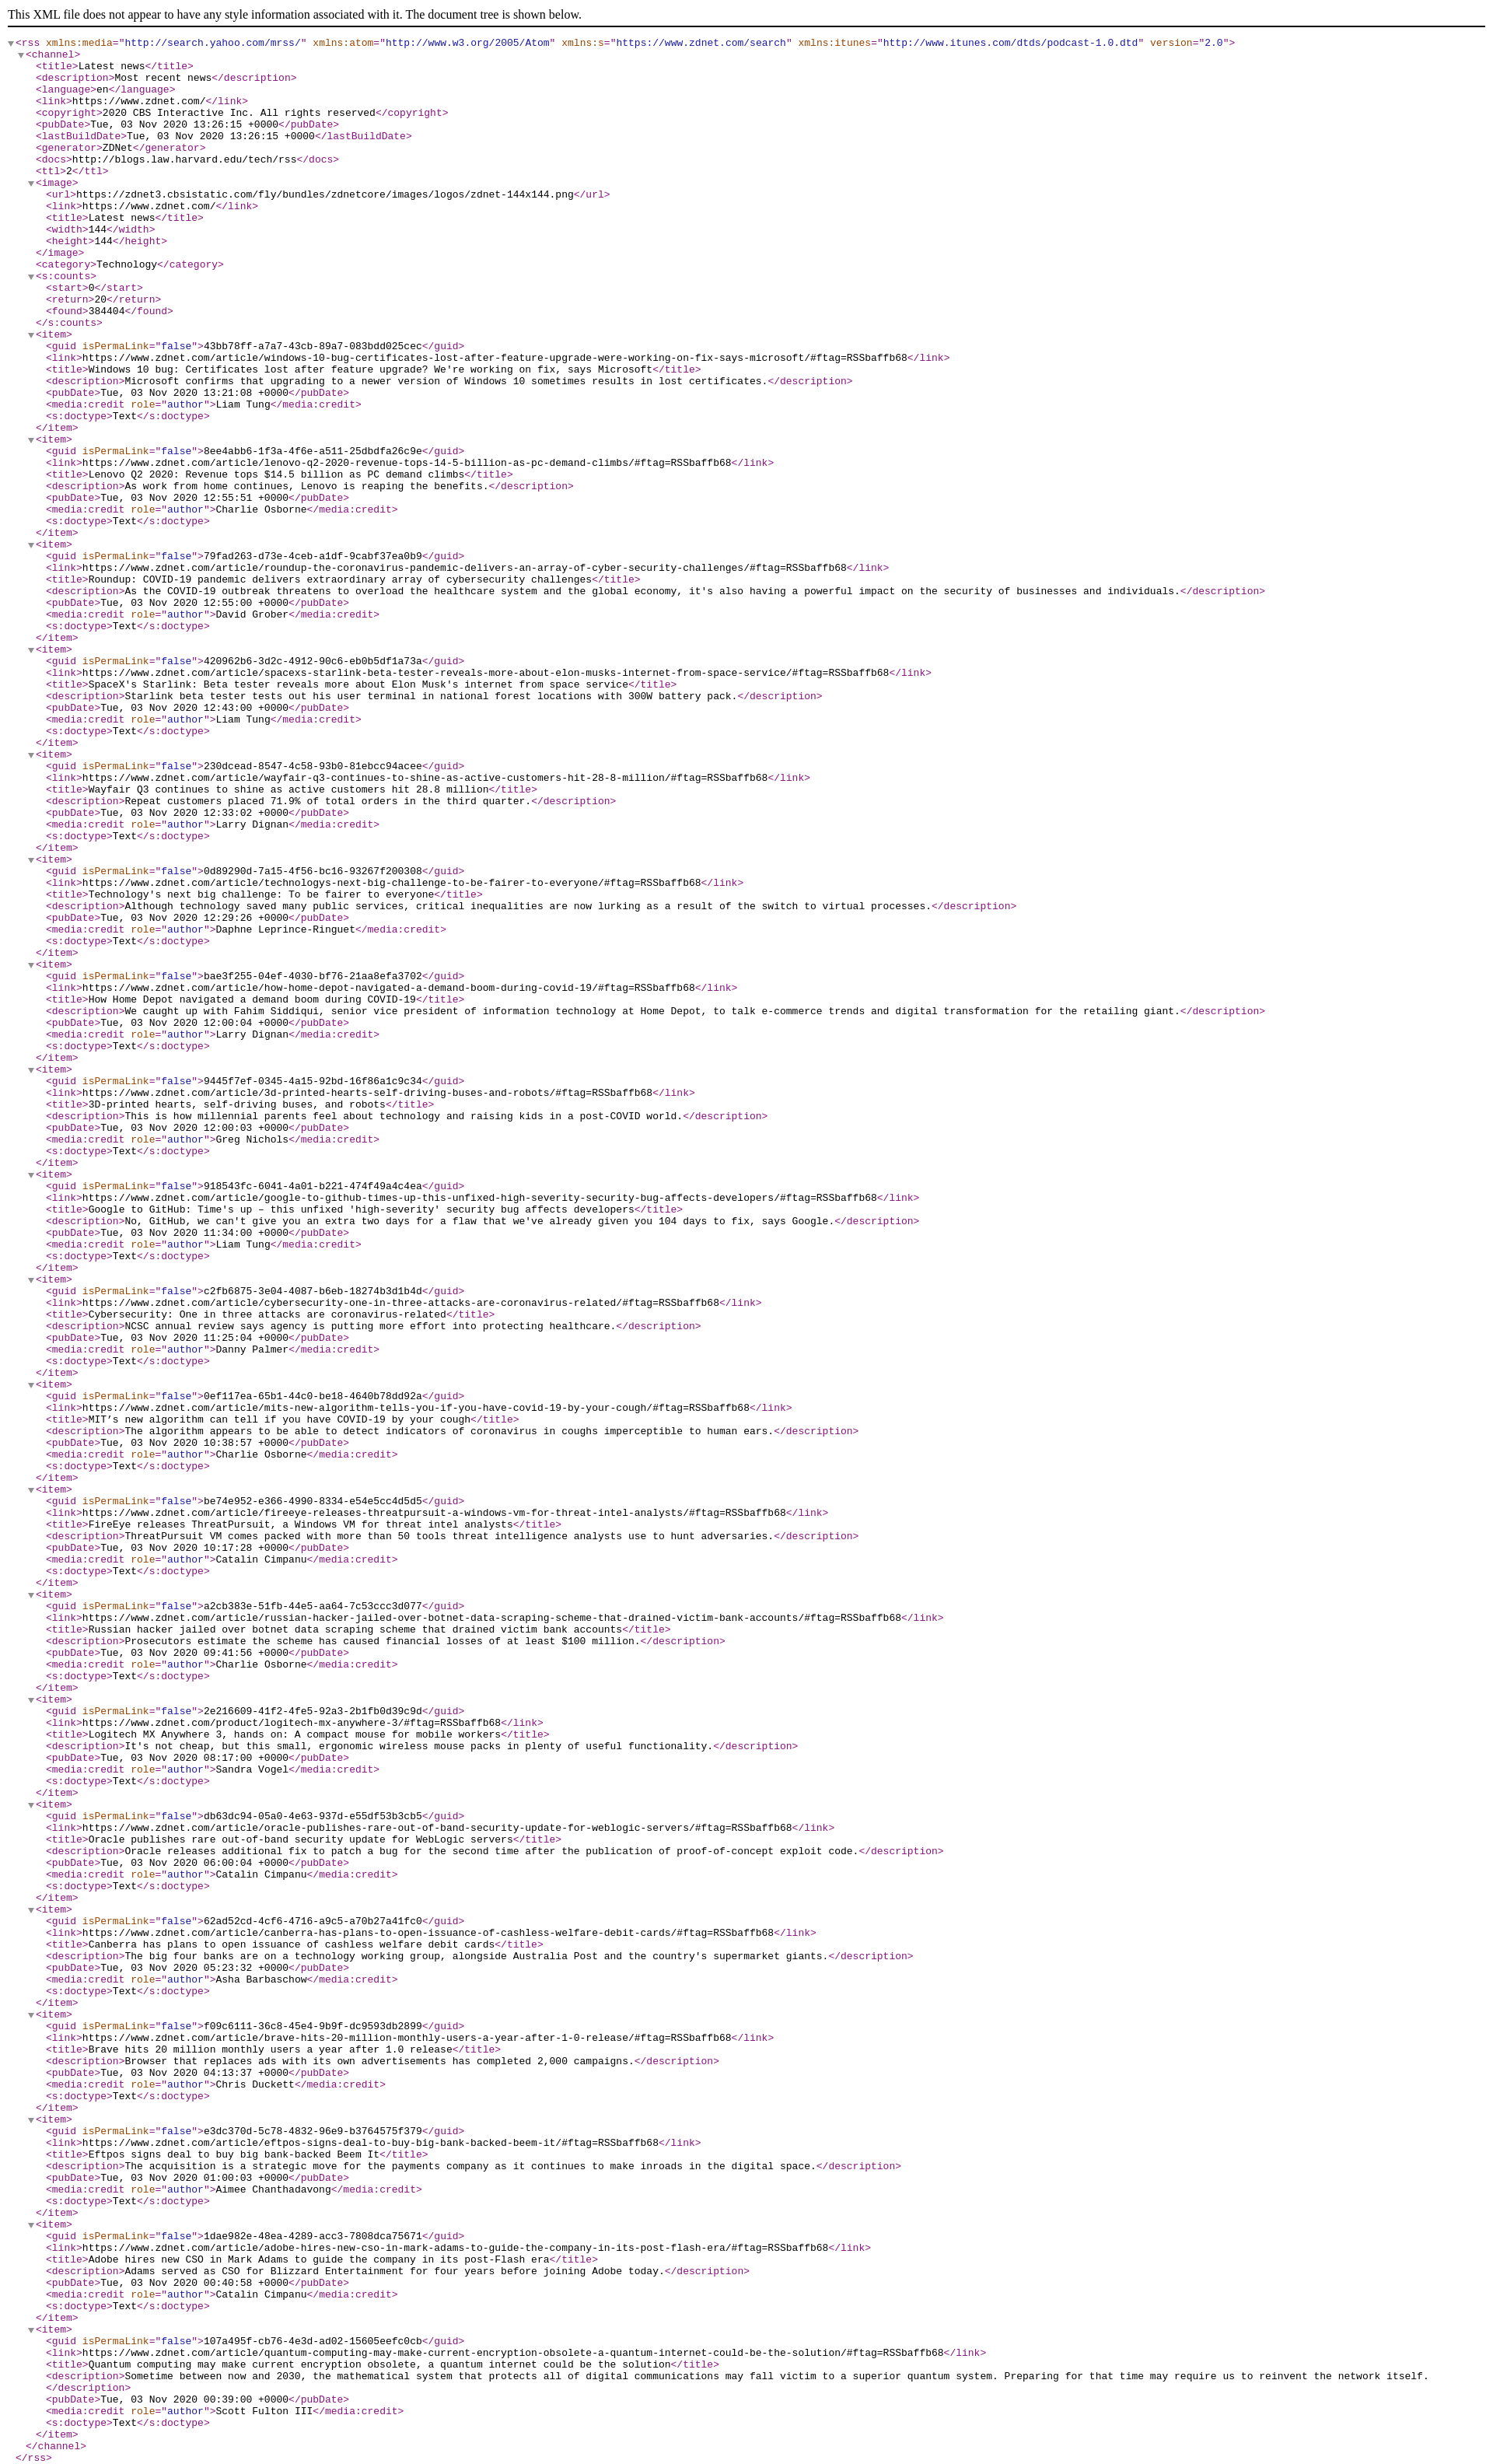 This XML file does not appear to have any style information associated with it. The document tree is shown below.
<rss xmlns:media="http://search.yahoo.com/mrss/" xmlns:atom="http://www.w3.org/2005/Atom" xmlns:s="https://www.zdnet.com/search" xmlns:itunes="http://www.itunes.com/dtds/podcast-1.0.dtd" version="2.0">
<channel>
<title>Latest news</title>
<description>Most recent news</description>
<language>en</language>
<link>https://www.zdnet.com/</link>
<copyright>2020 CBS Interactive Inc. All rights reserved</copyright>
<pubDate>Tue, 03 Nov 2020 13:26:15 +0000</pubDate>
<lastBuildDate>Tue, 03 Nov 2020 13:26:15 +0000</lastBuildDate>
<generator>ZDNet</generator>
<docs>http://blogs.law.harvard.edu/tech/rss</docs>
<ttl>2</ttl>
<image>
<url>https://zdnet3.cbsistatic.com/fly/bundles/zdnetcore/images/logos/zdnet-144x144.png</url>
<link>https://www.zdnet.com/</link>
<title>Latest news</title>
<width>144</width>
<height>144</height>
</image>
<category>Technology</category>
<s:counts>
<start>0</start>
<return>20</return>
<found>384404</found>
</s:counts>
<item>
<guid isPermaLink="false">43bb78ff-a7a7-43cb-89a7-083bdd025cec</guid>
<link>https://www.zdnet.com/article/windows-10-bug-certificates-lost-after-feature-upgrade-were-working-on-fix-says-microsoft/#ftag=RSSbaffb68</link>
<title>Windows 10 bug: Certificates lost after feature upgrade? We're working on fix, says Microsoft</title>
<description>Microsoft confirms that upgrading to a newer version of Windows 10 sometimes results in lost certificates.</description>
<pubDate>Tue, 03 Nov 2020 13:21:08 +0000</pubDate>
<media:credit role="author">Liam Tung</media:credit>
<s:doctype>Text</s:doctype>
</item>
<item>
<guid isPermaLink="false">8ee4abb6-1f3a-4f6e-a511-25dbdfa26c9e</guid>
<link>https://www.zdnet.com/article/lenovo-q2-2020-revenue-tops-14-5-billion-as-pc-demand-climbs/#ftag=RSSbaffb68</link>
<title>Lenovo Q2 2020: Revenue tops $14.5 billion as PC demand climbs</title>
<description>As work from home continues, Lenovo is reaping the benefits.</description>
<pubDate>Tue, 03 Nov 2020 12:55:51 +0000</pubDate>
<media:credit role="author">Charlie Osborne</media:credit>
<s:doctype>Text</s:doctype>
</item>
<item>
<guid isPermaLink="false">79fad263-d73e-4ceb-a1df-9cabf37ea0b9</guid>
<link>https://www.zdnet.com/article/roundup-the-coronavirus-pandemic-delivers-an-array-of-cyber-security-challenges/#ftag=RSSbaffb68</link>
<title>Roundup: COVID-19 pandemic delivers extraordinary array of cybersecurity challenges</title>
<description>As the COVID-19 outbreak threatens to overload the healthcare system and the global economy, it's also having a powerful impact on the security of businesses and individuals.</description>
<pubDate>Tue, 03 Nov 2020 12:55:00 +0000</pubDate>
<media:credit role="author">David Grober</media:credit>
<s:doctype>Text</s:doctype>
</item>
<item>
<guid isPermaLink="false">420962b6-3d2c-4912-90c6-eb0b5df1a73a</guid>
<link>https://www.zdnet.com/article/spacexs-starlink-beta-tester-reveals-more-about-elon-musks-internet-from-space-service/#ftag=RSSbaffb68</link>
<title>SpaceX's Starlink: Beta tester reveals more about Elon Musk's internet from space service</title>
<description>Starlink beta tester tests out his user terminal in national forest locations with 300W battery pack.</description>
<pubDate>Tue, 03 Nov 2020 12:43:00 +0000</pubDate>
<media:credit role="author">Liam Tung</media:credit>
<s:doctype>Text</s:doctype>
</item>
<item>
<guid isPermaLink="false">230dcead-8547-4c58-93b0-81ebcc94acee</guid>
<link>https://www.zdnet.com/article/wayfair-q3-continues-to-shine-as-active-customers-hit-28-8-million/#ftag=RSSbaffb68</link>
<title>Wayfair Q3 continues to shine as active customers hit 28.8 million</title>
<description>Repeat customers placed 71.9% of total orders in the third quarter.</description>
<pubDate>Tue, 03 Nov 2020 12:33:02 +0000</pubDate>
<media:credit role="author">Larry Dignan</media:credit>
<s:doctype>Text</s:doctype>
</item>
<item>
<guid isPermaLink="false">0d89290d-7a15-4f56-bc16-93267f200308</guid>
<link>https://www.zdnet.com/article/technologys-next-big-challenge-to-be-fairer-to-everyone/#ftag=RSSbaffb68</link>
<title>Technology's next big challenge: To be fairer to everyone</title>
<description>Although technology saved many public services, critical inequalities are now lurking as a result of the switch to virtual processes.</description>
<pubDate>Tue, 03 Nov 2020 12:29:26 +0000</pubDate>
<media:credit role="author">Daphne Leprince-Ringuet</media:credit>
<s:doctype>Text</s:doctype>
</item>
<item>
<guid isPermaLink="false">bae3f255-04ef-4030-bf76-21aa8efa3702</guid>
<link>https://www.zdnet.com/article/how-home-depot-navigated-a-demand-boom-during-covid-19/#ftag=RSSbaffb68</link>
<title>How Home Depot navigated a demand boom during COVID-19</title>
<description>We caught up with Fahim Siddiqui, senior vice president of information technology at Home Depot, to talk e-commerce trends and digital transformation for the retailing giant.</description>
<pubDate>Tue, 03 Nov 2020 12:00:04 +0000</pubDate>
<media:credit role="author">Larry Dignan</media:credit>
<s:doctype>Text</s:doctype>
</item>
<item>
<guid isPermaLink="false">9445f7ef-0345-4a15-92bd-16f86a1c9c34</guid>
<link>https://www.zdnet.com/article/3d-printed-hearts-self-driving-buses-and-robots/#ftag=RSSbaffb68</link>
<title>3D-printed hearts, self-driving buses, and robots</title>
<description>This is how millennial parents feel about technology and raising kids in a post-COVID world.</description>
<pubDate>Tue, 03 Nov 2020 12:00:03 +0000</pubDate>
<media:credit role="author">Greg Nichols</media:credit>
<s:doctype>Text</s:doctype>
</item>
<item>
<guid isPermaLink="false">918543fc-6041-4a01-b221-474f49a4c4ea</guid>
<link>https://www.zdnet.com/article/google-to-github-times-up-this-unfixed-high-severity-security-bug-affects-developers/#ftag=RSSbaffb68</link>
<title>Google to GitHub: Time's up – this unfixed 'high-severity' security bug affects developers</title>
<description>No, GitHub, we can't give you an extra two days for a flaw that we've already given you 104 days to fix, says Google.</description>
<pubDate>Tue, 03 Nov 2020 11:34:00 +0000</pubDate>
<media:credit role="author">Liam Tung</media:credit>
<s:doctype>Text</s:doctype>
</item>
<item>
<guid isPermaLink="false">c2fb6875-3e04-4087-b6eb-18274b3d1b4d</guid>
<link>https://www.zdnet.com/article/cybersecurity-one-in-three-attacks-are-coronavirus-related/#ftag=RSSbaffb68</link>
<title>Cybersecurity: One in three attacks are coronavirus-related</title>
<description>NCSC annual review says agency is putting more effort into protecting healthcare.</description>
<pubDate>Tue, 03 Nov 2020 11:25:04 +0000</pubDate>
<media:credit role="author">Danny Palmer</media:credit>
<s:doctype>Text</s:doctype>
</item>
<item>
<guid isPermaLink="false">0ef117ea-65b1-44c0-be18-4640b78dd92a</guid>
<link>https://www.zdnet.com/article/mits-new-algorithm-tells-you-if-you-have-covid-19-by-your-cough/#ftag=RSSbaffb68</link>
<title>MIT’s new algorithm can tell if you have COVID-19 by your cough</title>
<description>The algorithm appears to be able to detect indicators of coronavirus in coughs imperceptible to human ears.</description>
<pubDate>Tue, 03 Nov 2020 10:38:57 +0000</pubDate>
<media:credit role="author">Charlie Osborne</media:credit>
<s:doctype>Text</s:doctype>
</item>
<item>
<guid isPermaLink="false">be74e952-e366-4990-8334-e54e5cc4d5d5</guid>
<link>https://www.zdnet.com/article/fireeye-releases-threatpursuit-a-windows-vm-for-threat-intel-analysts/#ftag=RSSbaffb68</link>
<title>FireEye releases ThreatPursuit, a Windows VM for threat intel analysts</title>
<description>ThreatPursuit VM comes packed with more than 50 tools threat intelligence analysts use to hunt adversaries.</description>
<pubDate>Tue, 03 Nov 2020 10:17:28 +0000</pubDate>
<media:credit role="author">Catalin Cimpanu</media:credit>
<s:doctype>Text</s:doctype>
</item>
<item>
<guid isPermaLink="false">a2cb383e-51fb-44e5-aa64-7c53ccc3d077</guid>
<link>https://www.zdnet.com/article/russian-hacker-jailed-over-botnet-data-scraping-scheme-that-drained-victim-bank-accounts/#ftag=RSSbaffb68</link>
<title>Russian hacker jailed over botnet data scraping scheme that drained victim bank accounts</title>
<description>Prosecutors estimate the scheme has caused financial losses of at least $100 million.</description>
<pubDate>Tue, 03 Nov 2020 09:41:56 +0000</pubDate>
<media:credit role="author">Charlie Osborne</media:credit>
<s:doctype>Text</s:doctype>
</item>
<item>
<guid isPermaLink="false">2e216609-41f2-4fe5-92a3-2b1fb0d39c9d</guid>
<link>https://www.zdnet.com/product/logitech-mx-anywhere-3/#ftag=RSSbaffb68</link>
<title>Logitech MX Anywhere 3, hands on: A compact mouse for mobile workers</title>
<description>It's not cheap, but this small, ergonomic wireless mouse packs in plenty of useful functionality.</description>
<pubDate>Tue, 03 Nov 2020 08:17:00 +0000</pubDate>
<media:credit role="author">Sandra Vogel</media:credit>
<s:doctype>Text</s:doctype>
</item>
<item>
<guid isPermaLink="false">db63dc94-05a0-4e63-937d-e55df53b3cb5</guid>
<link>https://www.zdnet.com/article/oracle-publishes-rare-out-of-band-security-update-for-weblogic-servers/#ftag=RSSbaffb68</link>
<title>Oracle publishes rare out-of-band security update for WebLogic servers</title>
<description>Oracle releases additional fix to patch a bug for the second time after the publication of proof-of-concept exploit code.</description>
<pubDate>Tue, 03 Nov 2020 06:00:04 +0000</pubDate>
<media:credit role="author">Catalin Cimpanu</media:credit>
<s:doctype>Text</s:doctype>
</item>
<item>
<guid isPermaLink="false">62ad52cd-4cf6-4716-a9c5-a70b27a41fc0</guid>
<link>https://www.zdnet.com/article/canberra-has-plans-to-open-issuance-of-cashless-welfare-debit-cards/#ftag=RSSbaffb68</link>
<title>Canberra has plans to open issuance of cashless welfare debit cards</title>
<description>The big four banks are on a technology working group, alongside Australia Post and the country's supermarket giants.</description>
<pubDate>Tue, 03 Nov 2020 05:23:32 +0000</pubDate>
<media:credit role="author">Asha Barbaschow</media:credit>
<s:doctype>Text</s:doctype>
</item>
<item>
<guid isPermaLink="false">f09c6111-36c8-45e4-9b9f-dc9593db2899</guid>
<link>https://www.zdnet.com/article/brave-hits-20-million-monthly-users-a-year-after-1-0-release/#ftag=RSSbaffb68</link>
<title>Brave hits 20 million monthly users a year after 1.0 release</title>
<description>Browser that replaces ads with its own advertisements has completed 2,000 campaigns.</description>
<pubDate>Tue, 03 Nov 2020 04:13:37 +0000</pubDate>
<media:credit role="author">Chris Duckett</media:credit>
<s:doctype>Text</s:doctype>
</item>
<item>
<guid isPermaLink="false">e3dc370d-5c78-4832-96e9-b3764575f379</guid>
<link>https://www.zdnet.com/article/eftpos-signs-deal-to-buy-big-bank-backed-beem-it/#ftag=RSSbaffb68</link>
<title>Eftpos signs deal to buy big bank-backed Beem It</title>
<description>The acquisition is a strategic move for the payments company as it continues to make inroads in the digital space.</description>
<pubDate>Tue, 03 Nov 2020 01:00:03 +0000</pubDate>
<media:credit role="author">Aimee Chanthadavong</media:credit>
<s:doctype>Text</s:doctype>
</item>
<item>
<guid isPermaLink="false">1dae982e-48ea-4289-acc3-7808dca75671</guid>
<link>https://www.zdnet.com/article/adobe-hires-new-cso-in-mark-adams-to-guide-the-company-in-its-post-flash-era/#ftag=RSSbaffb68</link>
<title>Adobe hires new CSO in Mark Adams to guide the company in its post-Flash era</title>
<description>Adams served as CSO for Blizzard Entertainment for four years before joining Adobe today.</description>
<pubDate>Tue, 03 Nov 2020 00:40:58 +0000</pubDate>
<media:credit role="author">Catalin Cimpanu</media:credit>
<s:doctype>Text</s:doctype>
</item>
<item>
<guid isPermaLink="false">107a495f-cb76-4e3d-ad02-15605eefc0cb</guid>
<link>https://www.zdnet.com/article/quantum-computing-may-make-current-encryption-obsolete-a-quantum-internet-could-be-the-solution/#ftag=RSSbaffb68</link>
<title>Quantum computing may make current encryption obsolete, a quantum internet could be the solution</title>
<description>Sometime between now and 2030, the mathematical system that protects all of digital communications may fall victim to a superior quantum system. Preparing for that time may require us to reinvent the network itself.
</description>
<pubDate>Tue, 03 Nov 2020 00:39:00 +0000</pubDate>
<media:credit role="author">Scott Fulton III</media:credit>
<s:doctype>Text</s:doctype>
</item>
</channel>
</rss>